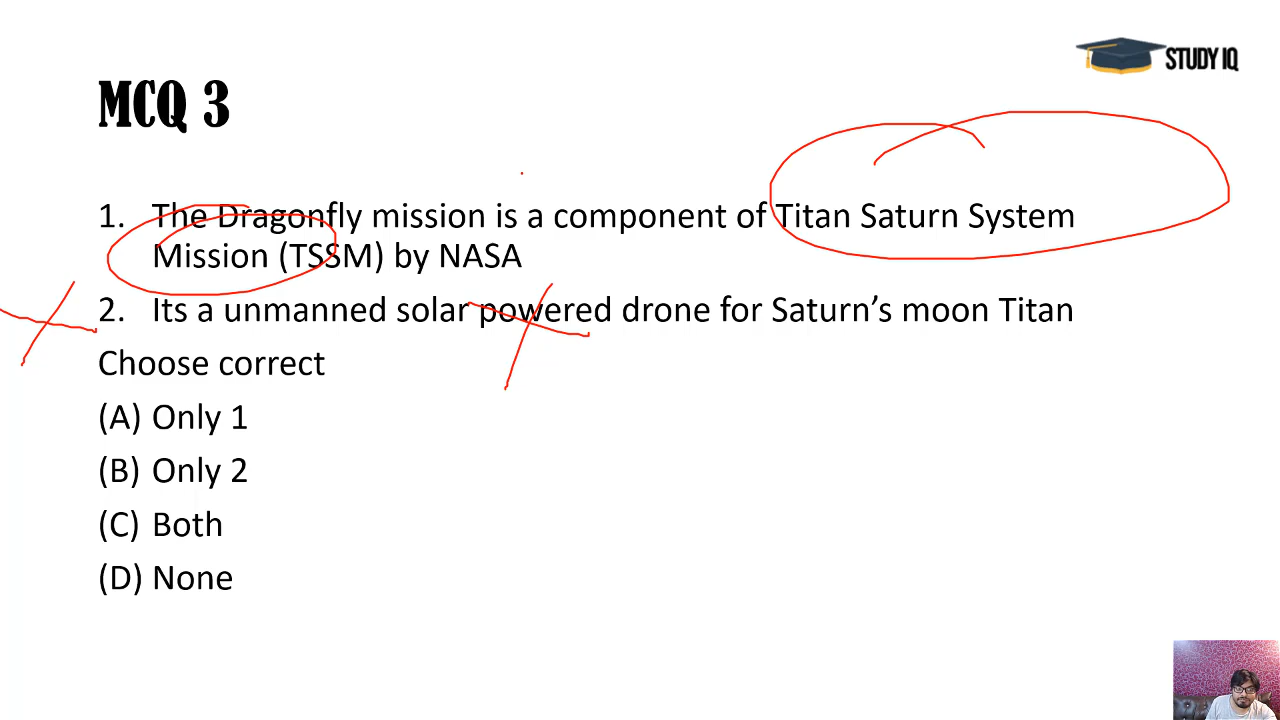 STUDY IQ
MCQ 3
1. The Dragonfly mission is a component of Titan Saturn System
Mission (TSSM) by NASA
2. Its a unmanned solar powered drone for Saturn’s moon Titan
Choose correct
(A) Only 1
(B) Only 2
(C) Both
(D) None